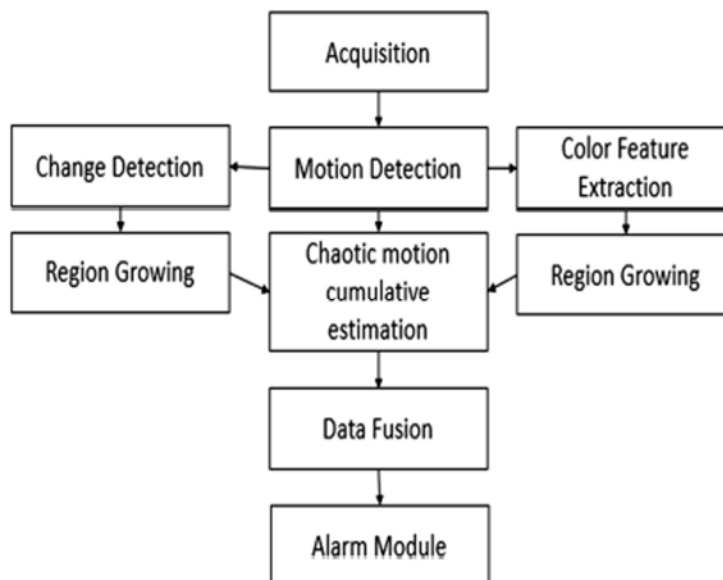 Acquisition
Change Detection
Motion Detection
Color Feature
Extraction
Region Growing
Chaotic motion
cumulative
estimation
Region Growing
Data Fusion
Alarm Module